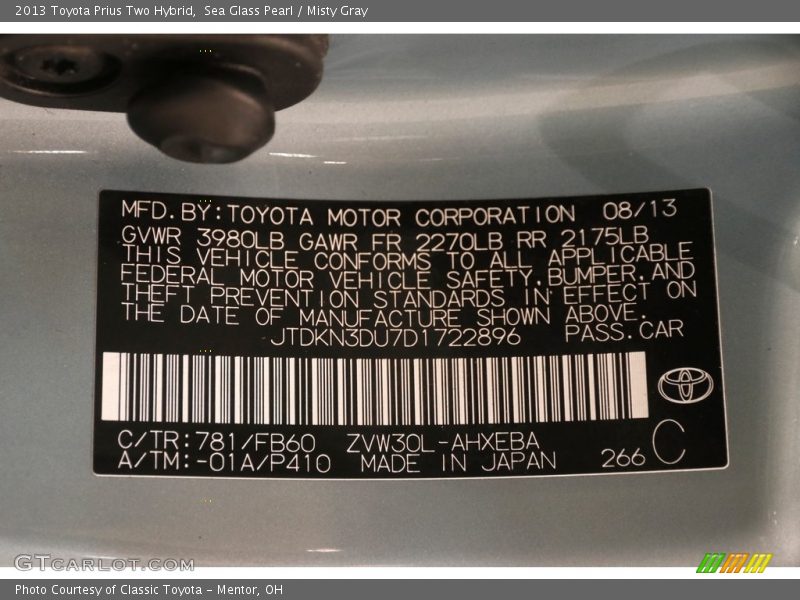 2013 Toyota Prius Two Hybrid,  Sea Glass Pearl / Misty Gray
MFD.BY:TOYOTA MOTOR CORPORATION 08/13
GVWR 3980LB GAWR FR 2270LB RR 2175LB
THIS VEHICLE CONFORMS TO ALL APPLICABLE
FEDERAL MOTOR VEHICLE SAFETY,BUMPER,AND
THEFT PREVENTION STANDARDS IN EFFECT ON
THE DATE OF MANUFACTURE SHOWN ABOVE.
JTDKN3DU7D1722896 PASS.CAR
C/TR:781/FB60 ZVW30L-AHXEBA
A/TM:-01A/P410 MADE IN JAPAN 266 C
GTCARLOT.COM
Photo Courtesy of Classic Toyota - Mentor, OH